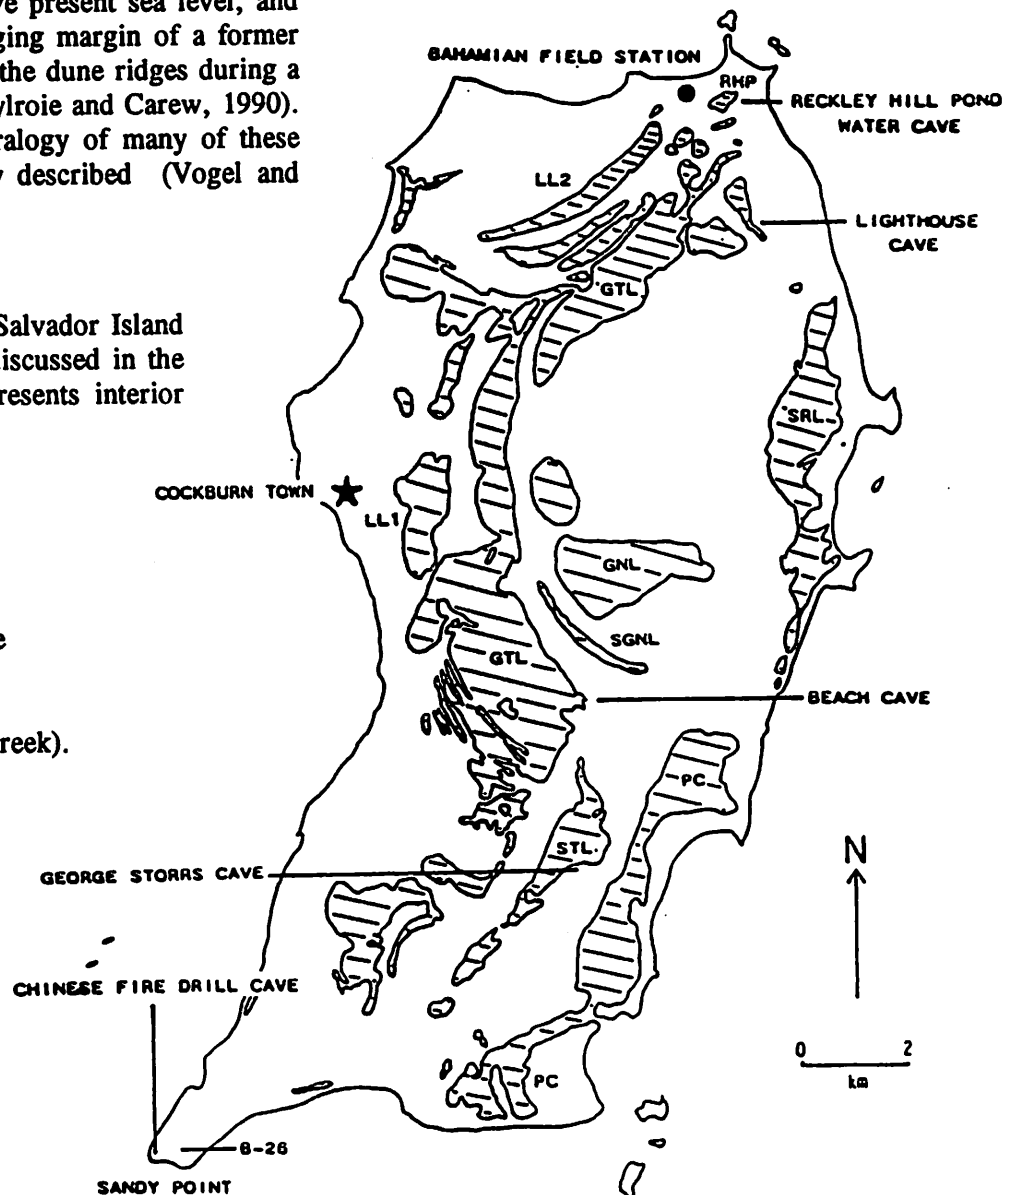 ve present sea level, and
ging margin of a former
the dune ridges during a
ylroie and Carew, 1990).
ralogy of many of these
y described (Vogel and
Salvador Island
iscussed in the
resents interior
e
reek).
BAHAMIAN FIELD STATION
RHP
RECKLEY HILL POND
WATER CAVE
LL2
LIGHTHOUSE
CAVE
GTL
SRL
COCKBURN TOWN
LL1
GNL
SGNL
GTL
BEACH CAVE
PC
STL
GEORGE STORRS CAVE
N
CHINESE FIRE DRILL CAVE
0 2
km
PC
8-26
SANDY POINT